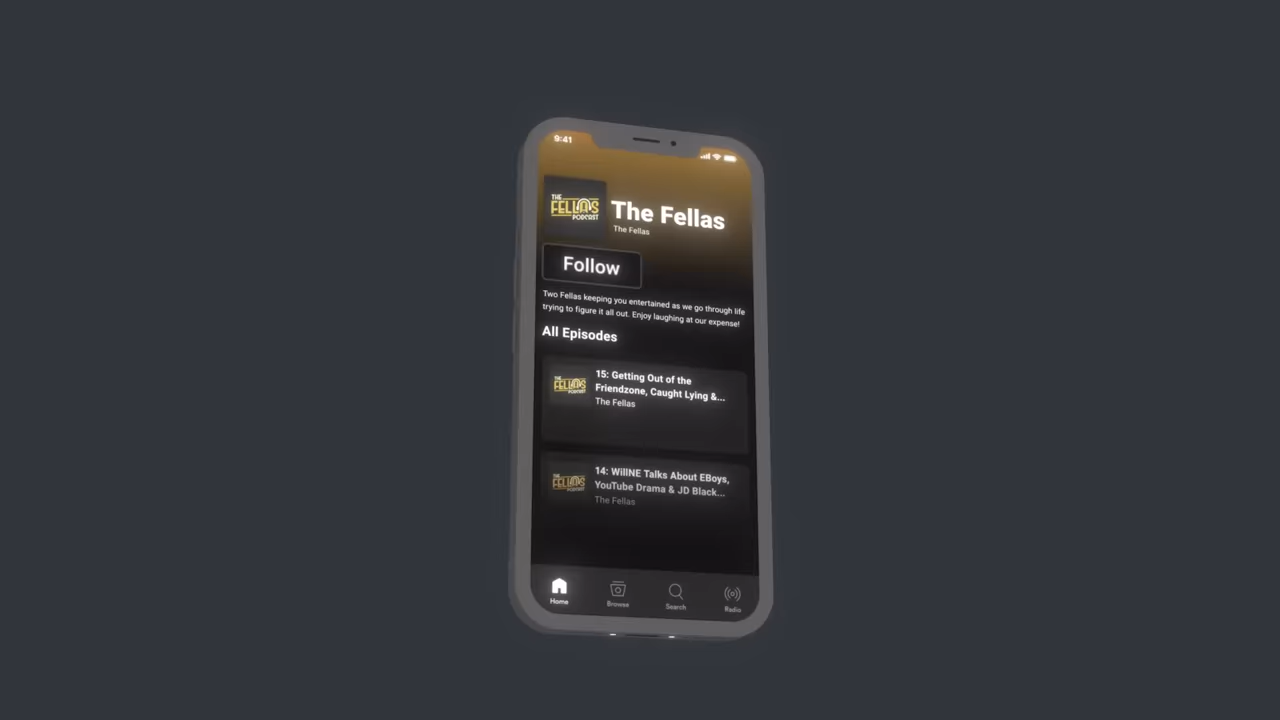 9:41
THE
FELLAS
PODCAST
The Fellas
The Fellas
Follow
Two Fellas keeping you entertained as we go through life
trying to figure it all out. Enjoy laughing at our expense!
All Episodes
THE
FELLAS
PODCAST
15: Getting Out of the
Friendzone, Caught Lying &...
The Fellas
THE
FELLAS
PODCAST
14: WillNE Talks About EBoys,
YouTube Drama & JD Black...
The Fellas
Home
Browse
Search
Radio